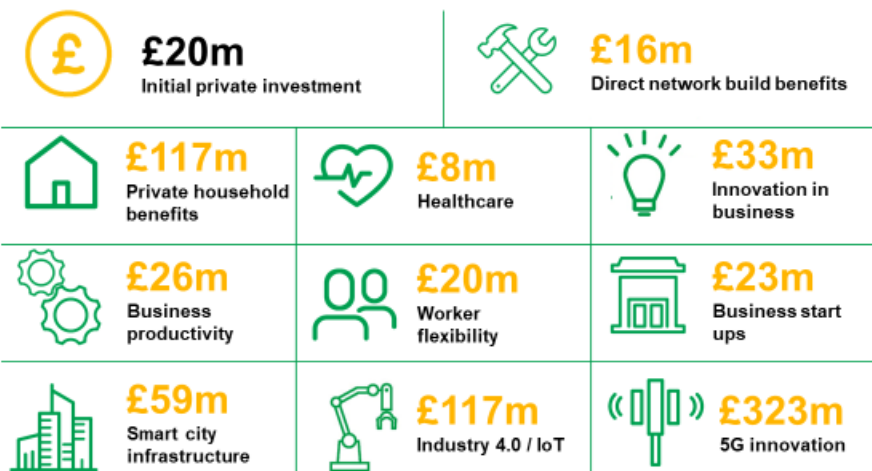 £
£20m
Initial private investment
£16m
Direct network build benefits
£117m
Private household
benefits
£8m
Healthcare
£33m
Innovation in
business
£26m
Business
productivity
£20m
Worker
flexibility
£23m
Business start
ups
£59m
Smart city
infrastructure
£117m
Industry 4.0 / IoT
£323m
5G innovation